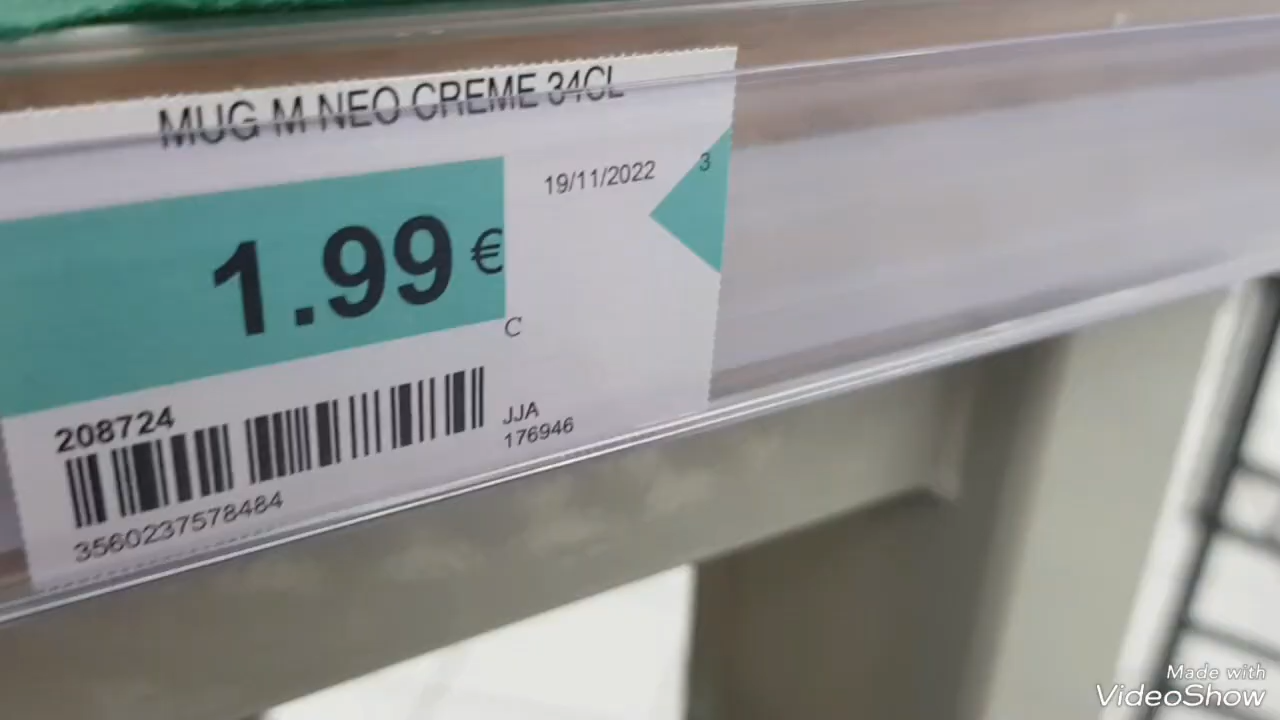 MUG M NEO CREME 34CL
19/11/2022
3
1.99 €
C
208724
JJA
176946
3560237578484
Made with
VideoShow